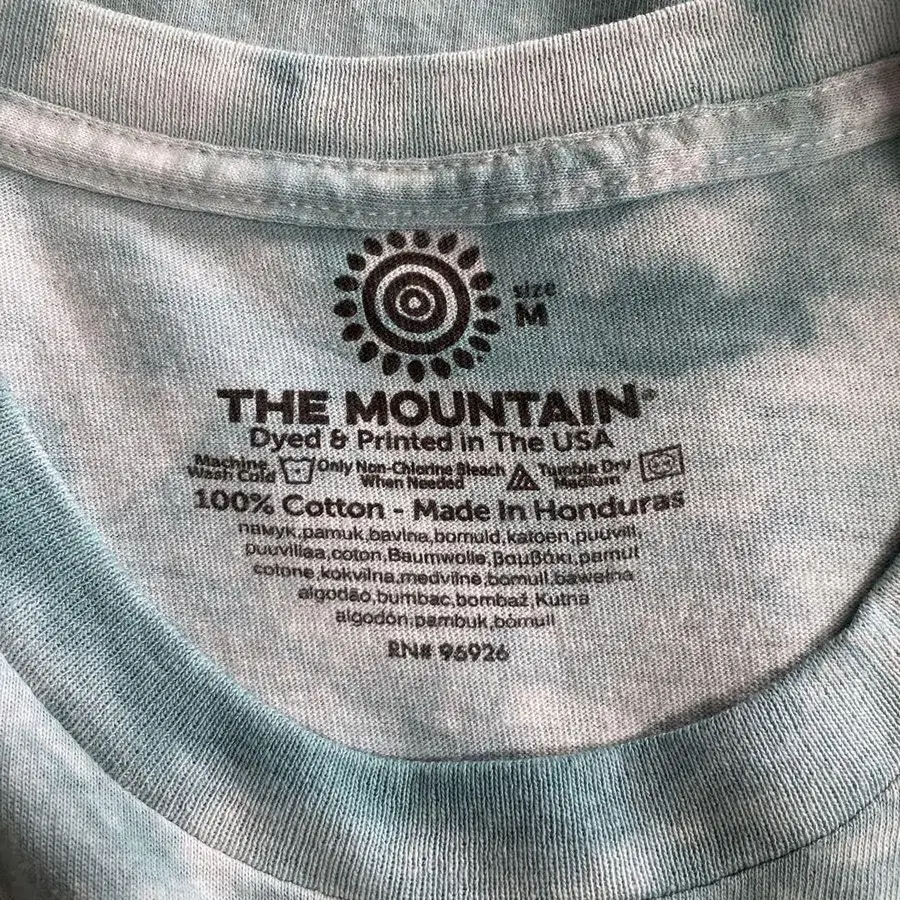 size
M
THE MOUNTAIN®
Dyed & Printed in The USA
Machine Wash Cold Only Non-Chlorine Bleach When Needed Tumble Dry Medium
100% Cotton - Made In Honduras
памук,pamuk,bavlna,bomuld,katoen,puuvill,
puuvillaa,coton,Baumwolle,βαμβάκι,pamut
cotone,kokvilna,medvilnė,bomull,bawełna
algodão,bumbac,bombaž,Kutna
algodón,pambuk,bómull
RN# 96926